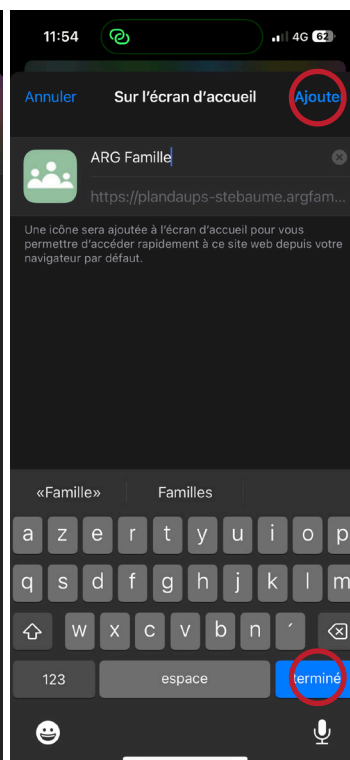 11:54 4G 62
Annuler Sur l'écran d'accueil Ajoute
ARG Famille
https://plandaups-stebaume.argfam...
Une icône sera ajoutée à l'écran d'accueil pour vous
permettre d'accéder rapidement à ce site web depuis votre
navigateur par défaut.
«Famille» Familles
a z e r t y u i o p
q s d f g h j k l m
w x c v b n ´
123 espace terminé